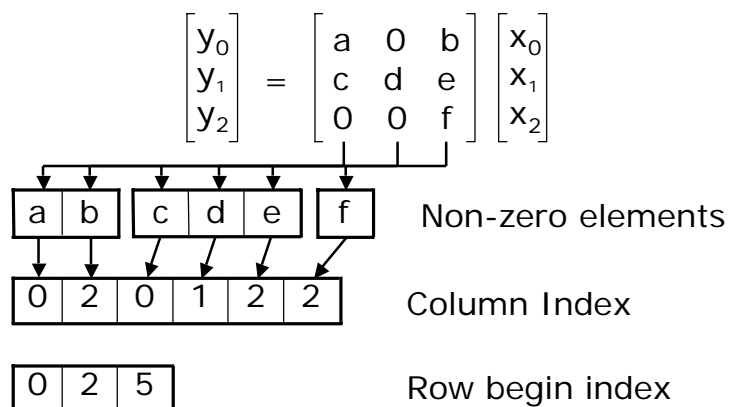 y₀ a 0 b x₀
y₁ = c d e x₁
y₂ 0 0 f x₂
a b c d e f Non-zero elements
0 2 0 1 2 2 Column Index
0 2 5 Row begin index